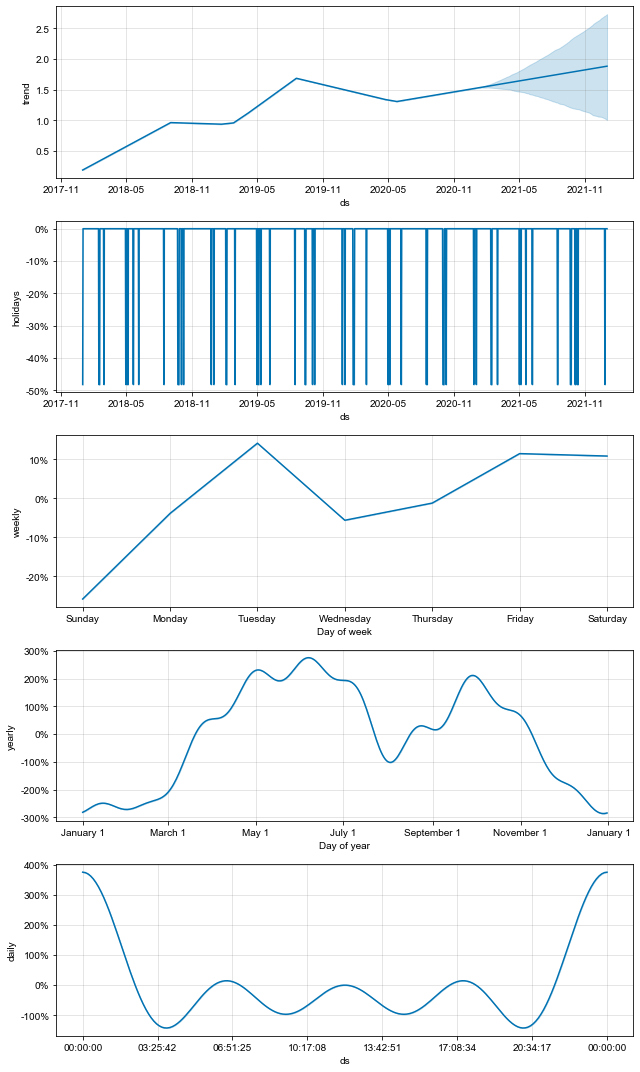 2.5
2.0
1.5
1.0
0.5
trend
2017-11 2018-05 2018-11 2019-05 2019-11 2020-05 2020-11 2021-05 2021-11
ds
0%
-10%
-20%
-30%
-40%
-50%
holidays
2017-11 2018-05 2018-11 2019-05 2019-11 2020-05 2020-11 2021-05 2021-11
ds
10%
0%
-10%
-20%
weekly
Sunday Monday Tuesday Wednesday Thursday Friday Saturday
Day of week
300%
200%
100%
0%
-100%
-200%
-300%
yearly
January 1 March 1 May 1 July 1 September 1 November 1 January 1
Day of year
400%
300%
200%
100%
0%
-100%
daily
00:00:00 03:25:42 06:51:25 10:17:08 13:42:51 17:08:34 20:34:17 00:00:00
ds